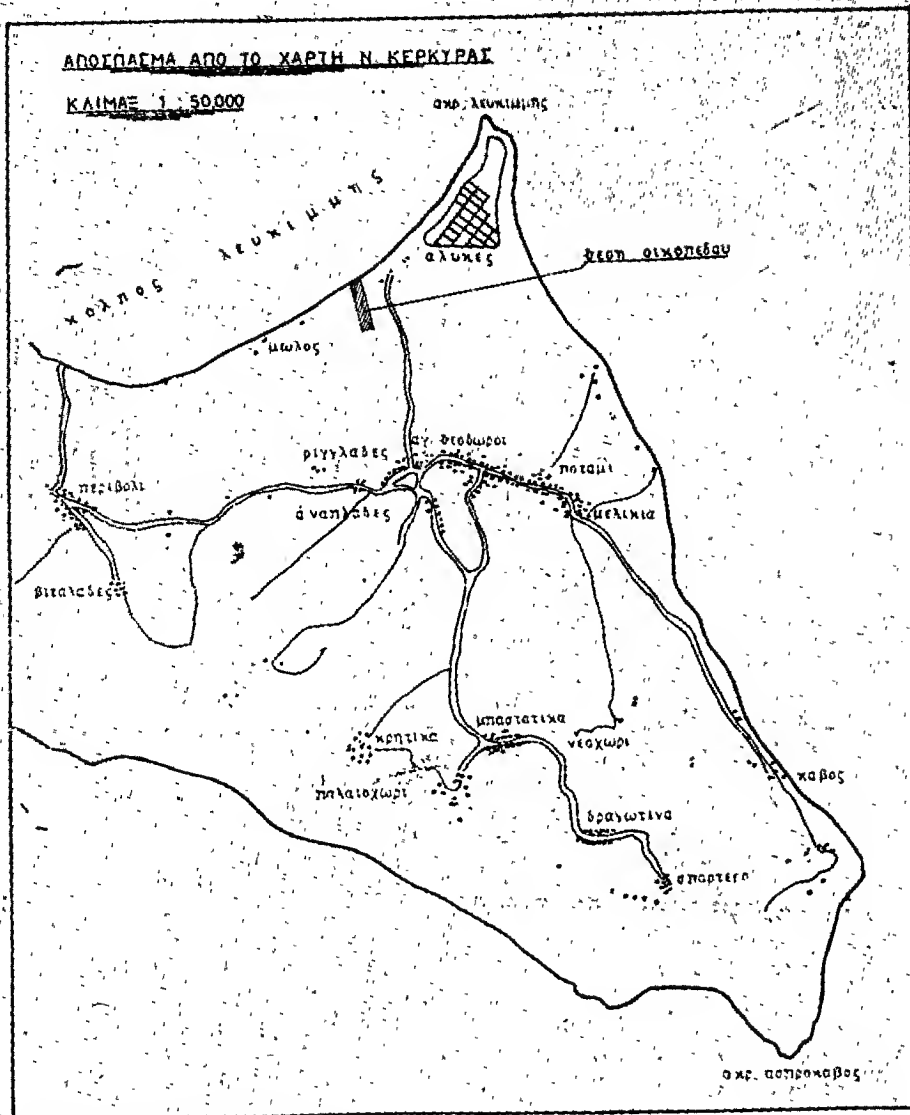 ΑΠΟΣΠΑΣΜΑ ΑΠΟ ΤΟ ΧΑΡΤΗ Ν. ΚΕΡΚΥΡΑΣ
ΚΛΙΜΑΞ 1 : 50,000
ακρ. λευκιμμης
κολπος λευκιμμης
αλυκες
θεση οικοπεδου
μωλος
αγ. θεοδωροι
ριγγλαδες
ποταμι
περιβολι
αναπλαδες
μελικια
βιταλαδες
μπαστατικα
κρητικα
νεοχωρι
παλαιοχωρι
καβος
δραγωτινα
σπαρτερο
ακρ. ασπροκαβος